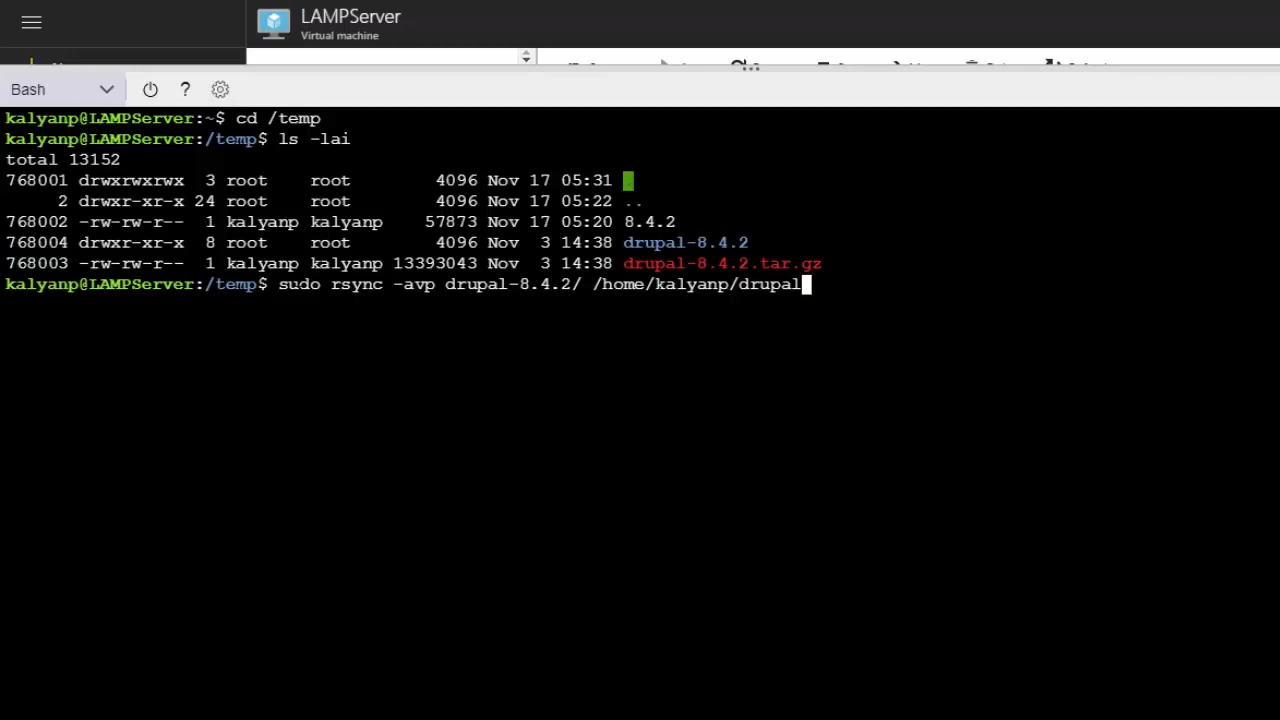 LAMPServer
Virtual machine
Bash
?
kalyanp@LAMPServer:~$ cd /temp
kalyanp@LAMPServer:/temp$ ls -lai
total 13152
768001 drwxrwxrwx  3 root    root        4096 Nov 17 05:31 .
     2 drwxr-xr-x 24 root    root        4096 Nov 17 05:22 ..
768002 -rw-rw-r--  1 kalyanp kalyanp    57873 Nov 17 05:20 8.4.2
768004 drwxr-xr-x  8 root    root        4096 Nov  3 14:38 drupal-8.4.2
768003 -rw-rw-r--  1 kalyanp kalyanp 13393043 Nov  3 14:38 drupal-8.4.2.tar.gz
kalyanp@LAMPServer:/temp$ sudo rsync -avp drupal-8.4.2/ /home/kalyanp/drupal